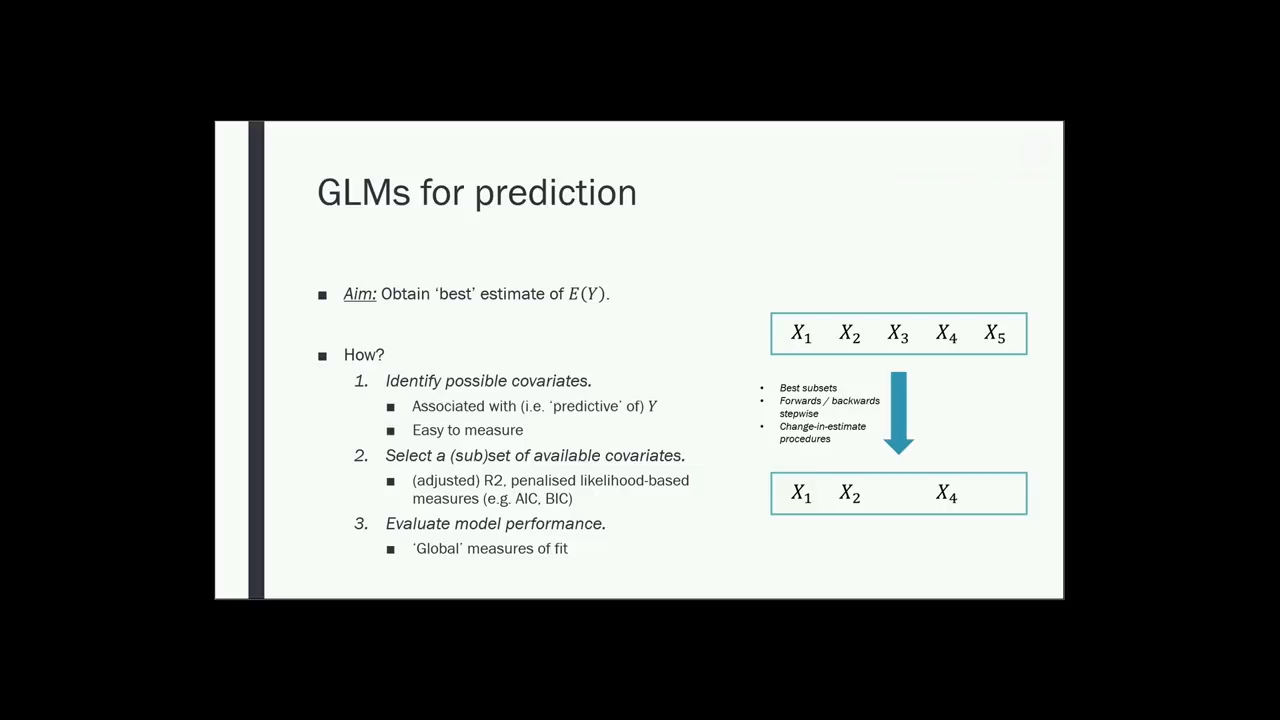 GLMs for prediction
■ Aim: Obtain ‘best’ estimate of E(Y).
■ How?
1. Identify possible covariates.
■ Associated with (i.e. ‘predictive’ of) Y
■ Easy to measure
2. Select a (sub)set of available covariates.
■ (adjusted) R2, penalised likelihood-based
measures (e.g. AIC, BIC)
3. Evaluate model performance.
■ ‘Global’ measures of fit
X₁ X₂ X₃ X₄ X₅
• Best subsets
• Forwards / backwards
stepwise
• Change-in-estimate
procedures
X₁ X₂ X₄